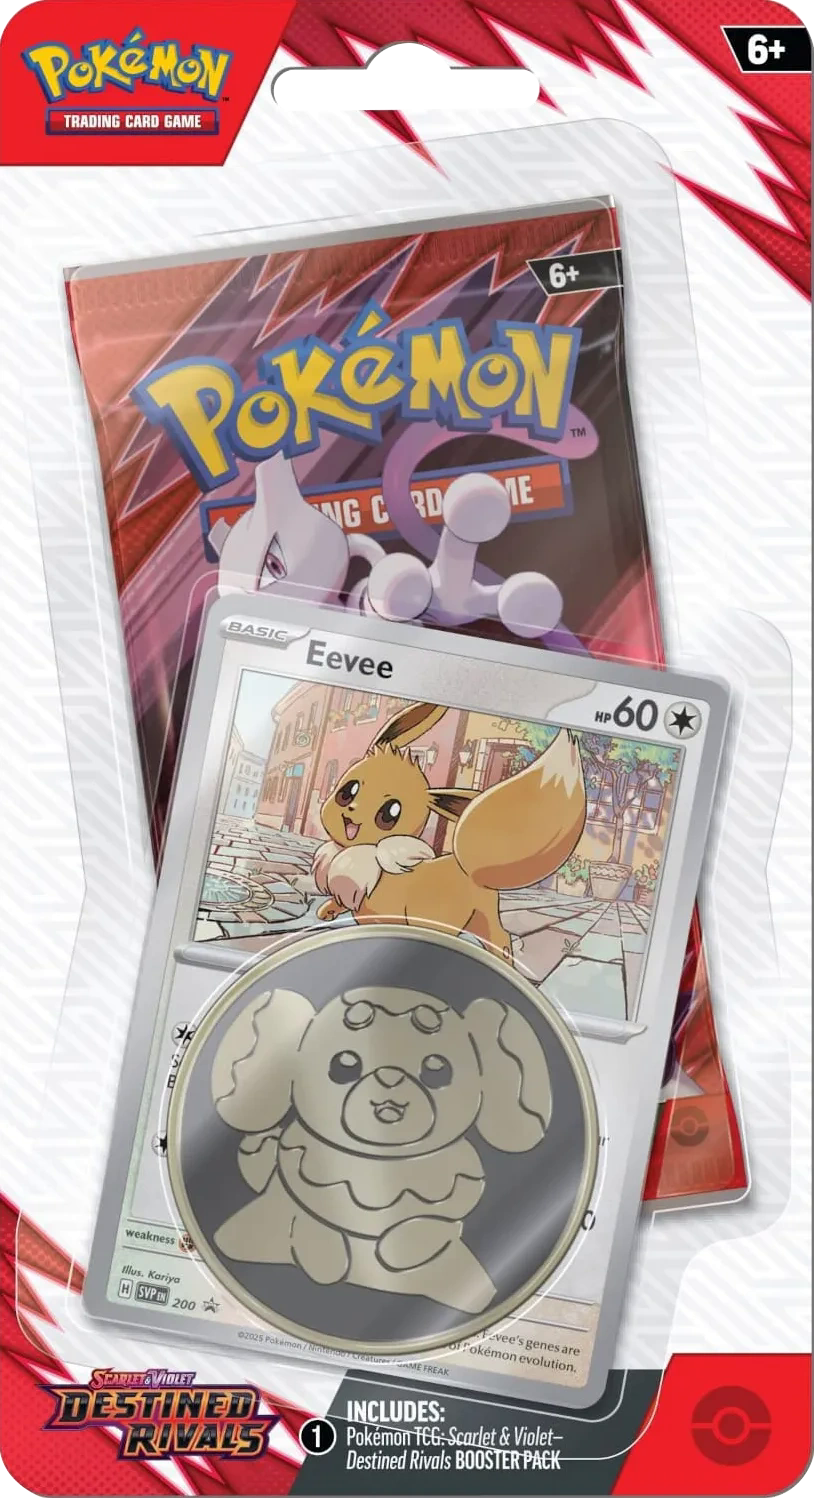 POKéMON
TRADING CARD GAME
6+
6+
POKéMON
TM
BASIC
Eevee
HP60
weakness
Illus. Kariya
H SVP EN 200
©2025 Pokémon / Nintendo / Creatures / GAME FREAK
Eevee's genes are
of Pokémon evolution.
SCARLET & VIOLET
DESTINED
RIVALS
1
INCLUDES:
Pokémon TCG: Scarlet & Violet–
Destined Rivals BOOSTER PACK